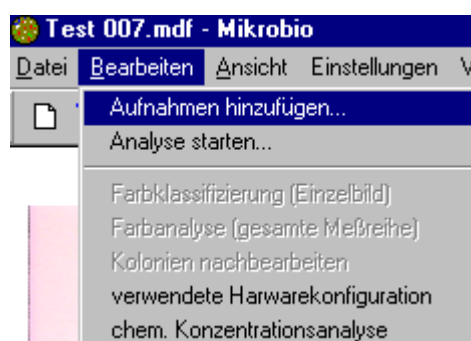 Test 007.mdf - Mikrobio
Datei Bearbeiten Ansicht Einstellungen
Aufnahmen hinzufügen...
Analyse starten...
Farbklassifizierung (Einzelbild)
Farbanalyse (gesamte Meßreihe)
Kolonien nachbearbeiten
verwendete Harwarekonfiguration
chem. Konzentrationsanalyse